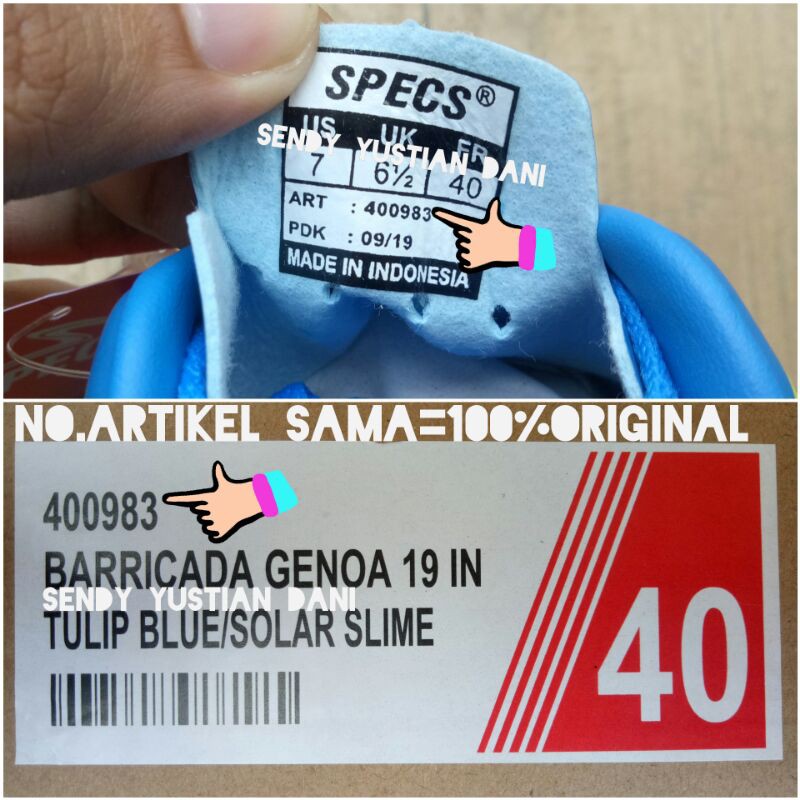 SPECS®
US UK FR
SENDY YUSTIAN DANI
7 6½ 40
ART : 400983
PDK : 09/19
MADE IN INDONESIA
NO.ARTIKEL SAMA=100%ORIGINAL
400983
BARRICADA GENOA 19 IN
SENDY YUSTIAN DANI
TULIP BLUE/SOLAR SLIME
40